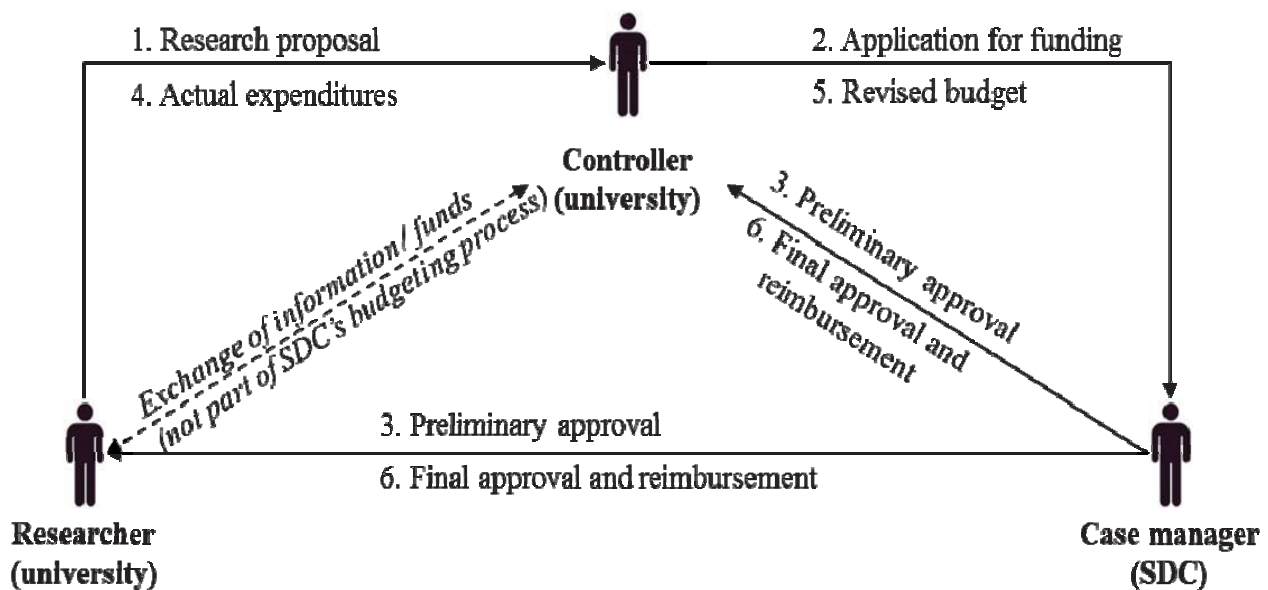 1. Research proposal
4. Actual expenditures
2. Application for funding
5. Revised budget
Controller
(university)
Exchange of information/ funds
(not part of SDC's budgeting process)
3. Preliminary approval
6. Final approval and
reimbursement
3. Preliminary approval
6. Final approval and reimbursement
Researcher
(university)
Case manager
(SDC)